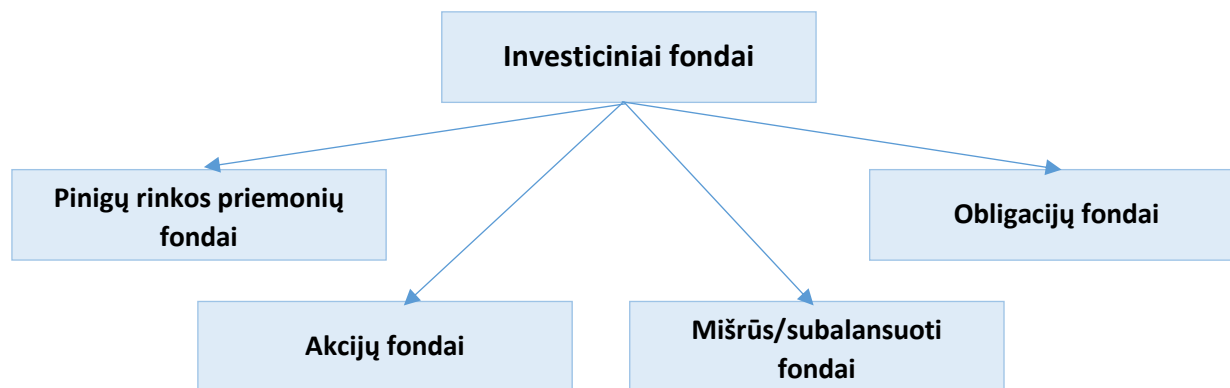 Investiciniai fondai
Pinigų rinkos priemonių
fondai
Obligacijų fondai
Akcijų fondai
Mišrūs/subalansuoti
fondai